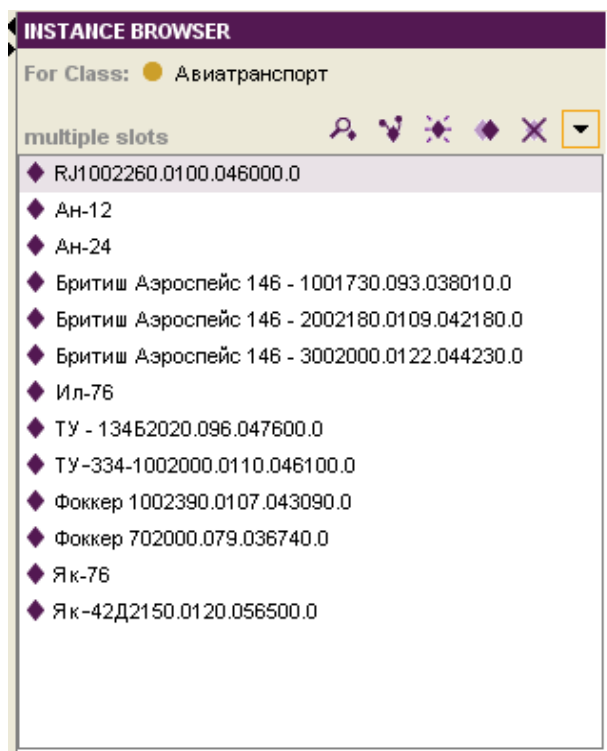 INSTANCE BROWSER
For Class: Авиатранспорт
multiple slots
RJ1002260.0100.046000.0
Ан-12
Ан-24
Бритиш Аэроспейс 146 - 1001730.093.038010.0
Бритиш Аэроспейс 146 - 2002180.0109.042180.0
Бритиш Аэроспейс 146 - 3002000.0122.044230.0
Ил-76
ТУ - 134Б2020.096.047600.0
ТУ-334-1002000.0110.046100.0
Фоккер 1002390.0107.043090.0
Фоккер 702000.079.036740.0
Як-76
Як-42Д2150.0120.056500.0